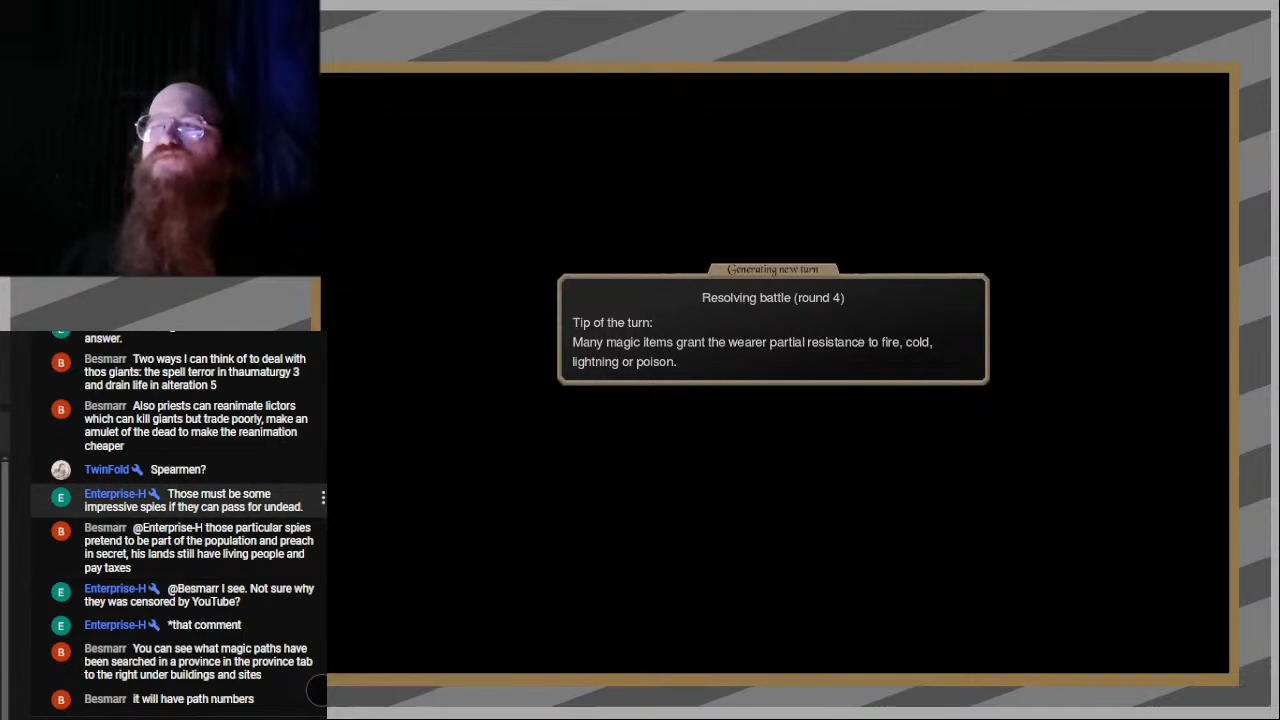 Generating new turn
Resolving battle (round 4)
Tip of the turn:
Many magic items grant the wearer partial resistance to fire, cold,
lightning or poison.
answer.
B Besmarr Two ways I can think of to deal with
thos giants: the spell terror in thaumaturgy 3
and drain life in alteration 5
B Besmarr Also priests can reanimate lictors
which can kill giants but trade poorly, make an
amulet of the dead to make the reanimation
cheaper
TwinFold Spearmen?
E Enterprise-H Those must be some
impressive spies if they can pass for undead.
B Besmarr @Enterprise-H those particular spies
pretend to be part of the population and preach
in secret, his lands still have living people and
pay taxes
E Enterprise-H @Besmarr I see. Not sure why
they was censored by YouTube?
E Enterprise-H *that comment
B Besmarr You can see what magic paths have
been searched in a province in the province tab
to the right under buildings and sites
B Besmarr it will have path numbers